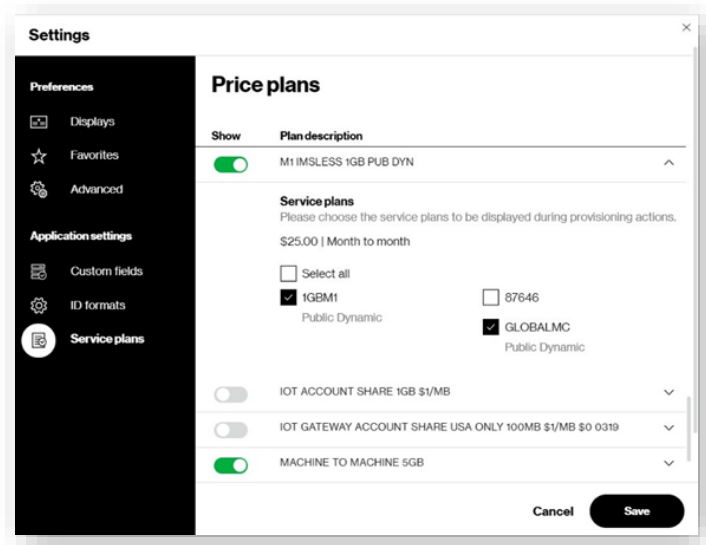 Settings
Preferences
Displays
Favorites
Advanced
Application settings
Custom fields
ID formats
Service plans
Price plans
Show Plan description
M1 IMSLESS 1GB PUB DYN
Service plans
Please choose the service plans to be displayed during provisioning actions.
$25.00 | Month to month
Select all
1GBM1
Public Dynamic
87646
GLOBALMC
Public Dynamic
IOT ACCOUNT SHARE 1GB $1/MB
IOT GATEWAY ACCOUNT SHARE USA ONLY 100MB $1/MB $0 0319
MACHINE TO MACHINE 5GB
Cancel Save